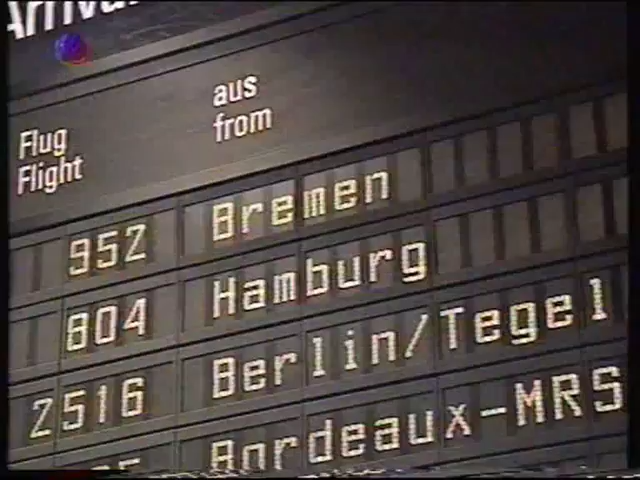 aus
Flug from
Flight
952 Bremen
804 Hamburg
2516 Berlin/Tegel
Bordeaux-MRS